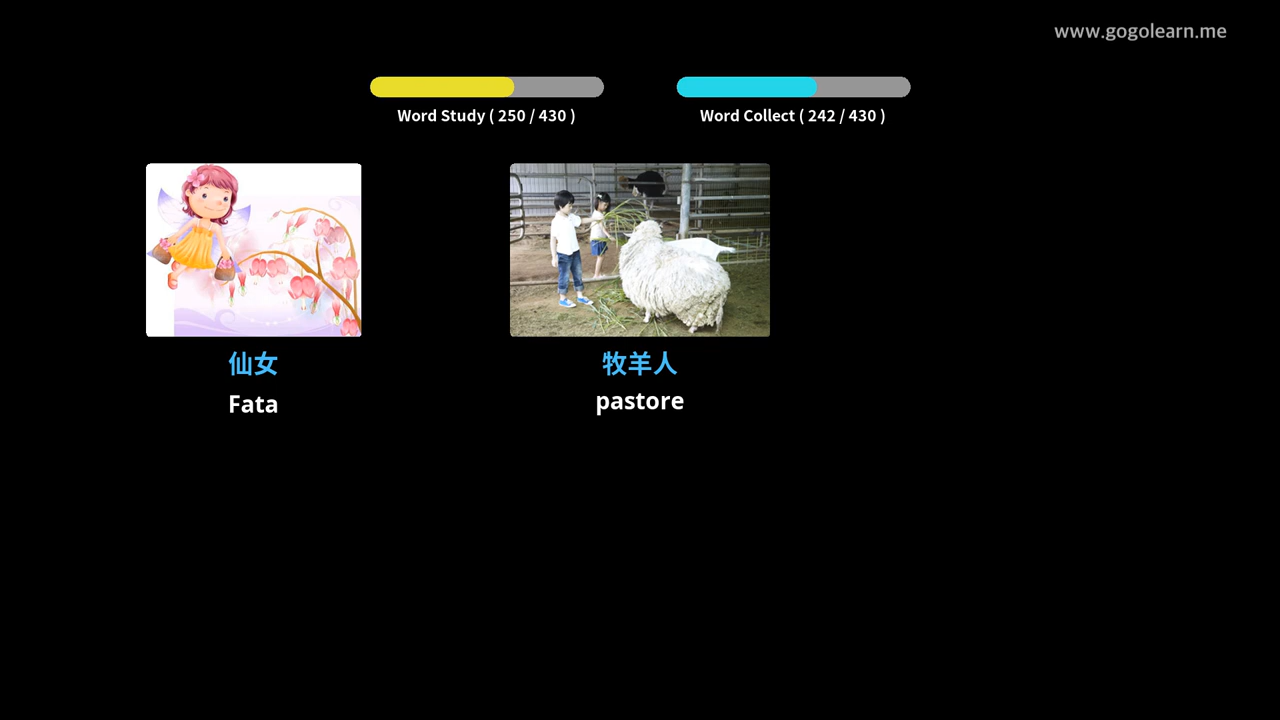 www.gogolearn.me
Word Study ( 250 / 430 )
Word Collect ( 242 / 430 )
仙女
Fata
牧羊人
pastore